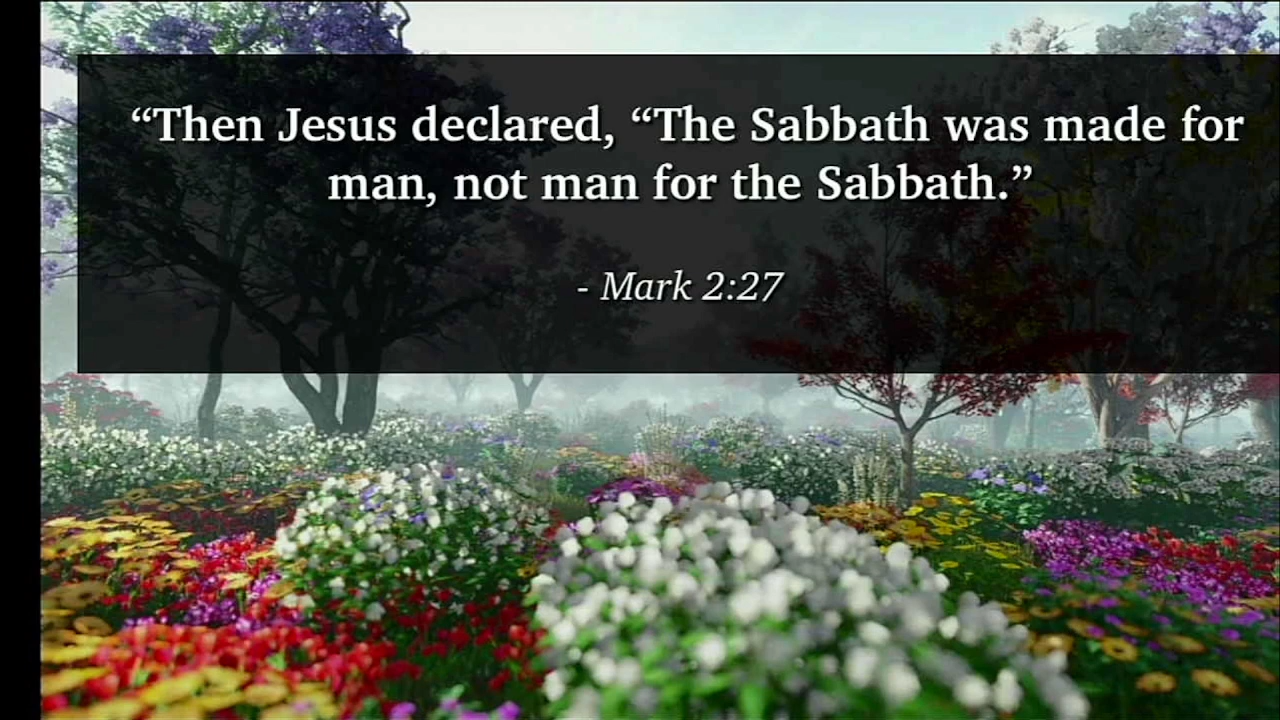 “Then Jesus declared, “The Sabbath was made for
man, not man for the Sabbath.”
- Mark 2:27